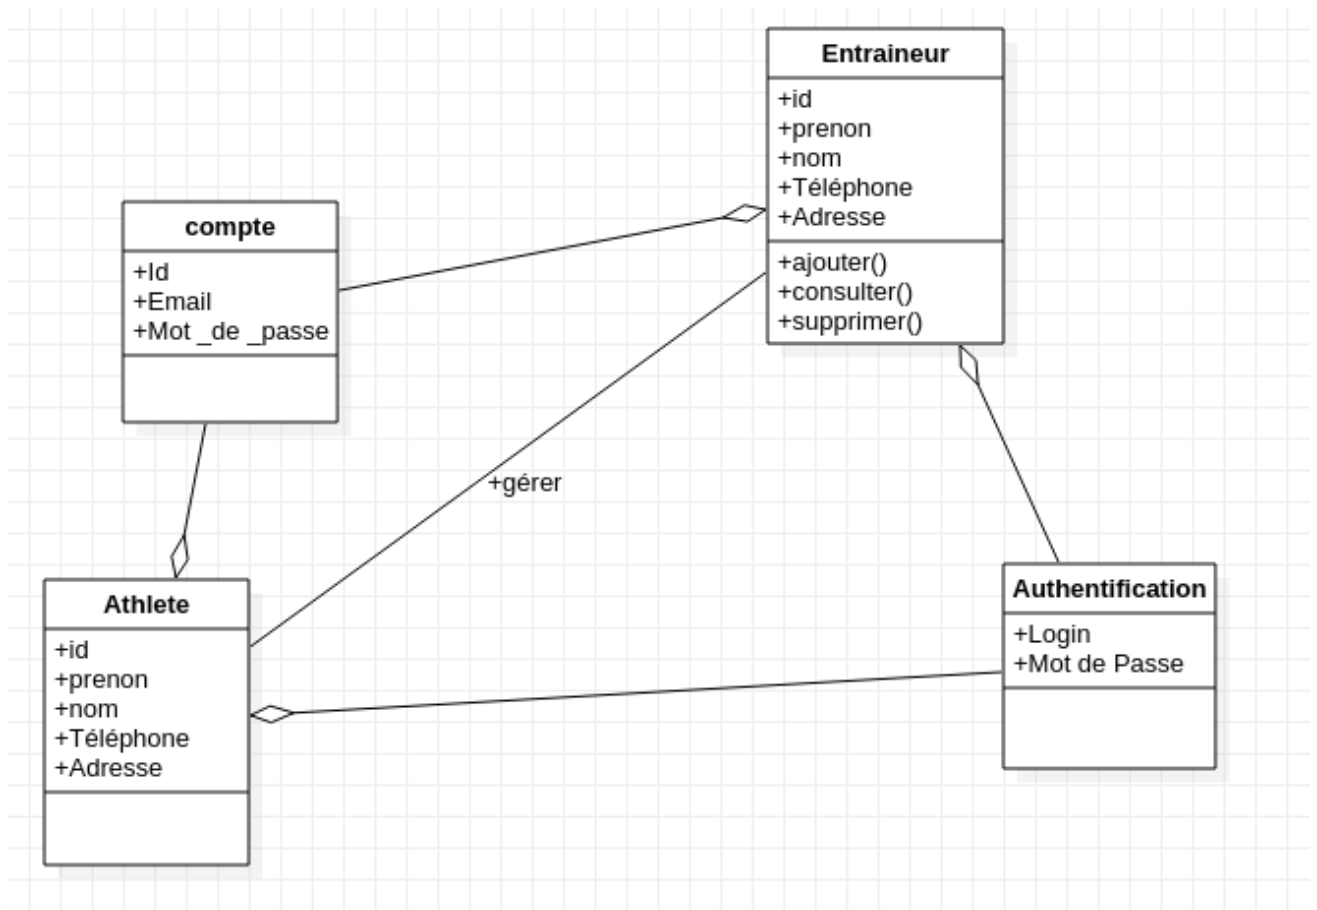 Entraineur
+id
+prenon
+nom
+Téléphone
+Adresse
+ajouter()
+consulter()
+supprimer()
compte
+Id
+Email
+Mot _de _passe
+gérer
Athlete
+id
+prenon
+nom
+Téléphone
+Adresse
Authentification
+Login
+Mot de Passe